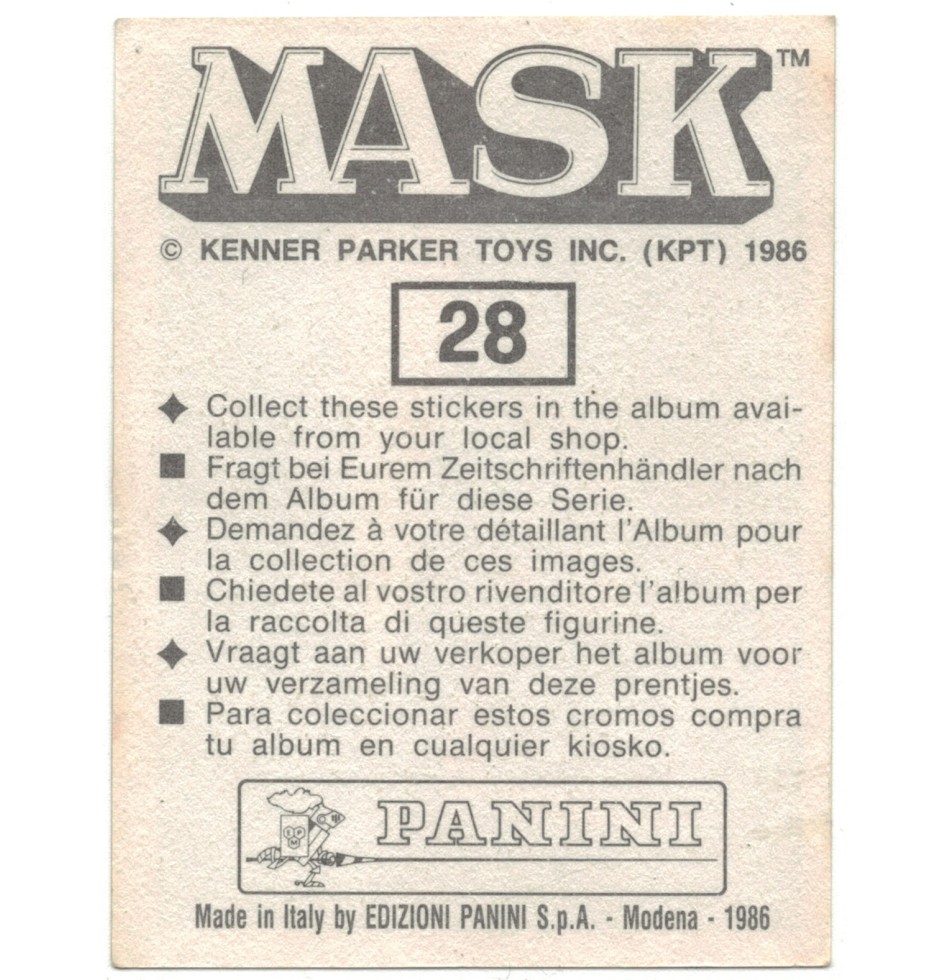 MASK™
© KENNER PARKER TOYS INC. (KPT) 1986
28
Collect these stickers in the album avai-
lable from your local shop.
Fragt bei Eurem Zeitschriftenhändler nach
dem Album für diese Serie.
Demandez à votre détaillant l'Album pour
la collection de ces images.
Chiedete al vostro rivenditore l'album per
la raccolta di queste figurine.
Vraagt aan uw verkoper het album voor
uw verzameling van deze prentjes.
Para coleccionar estos cromos compra
tu album en cualquier kiosko.
PANINI
Made in Italy by EDIZIONI PANINI S.p.A. - Modena - 1986